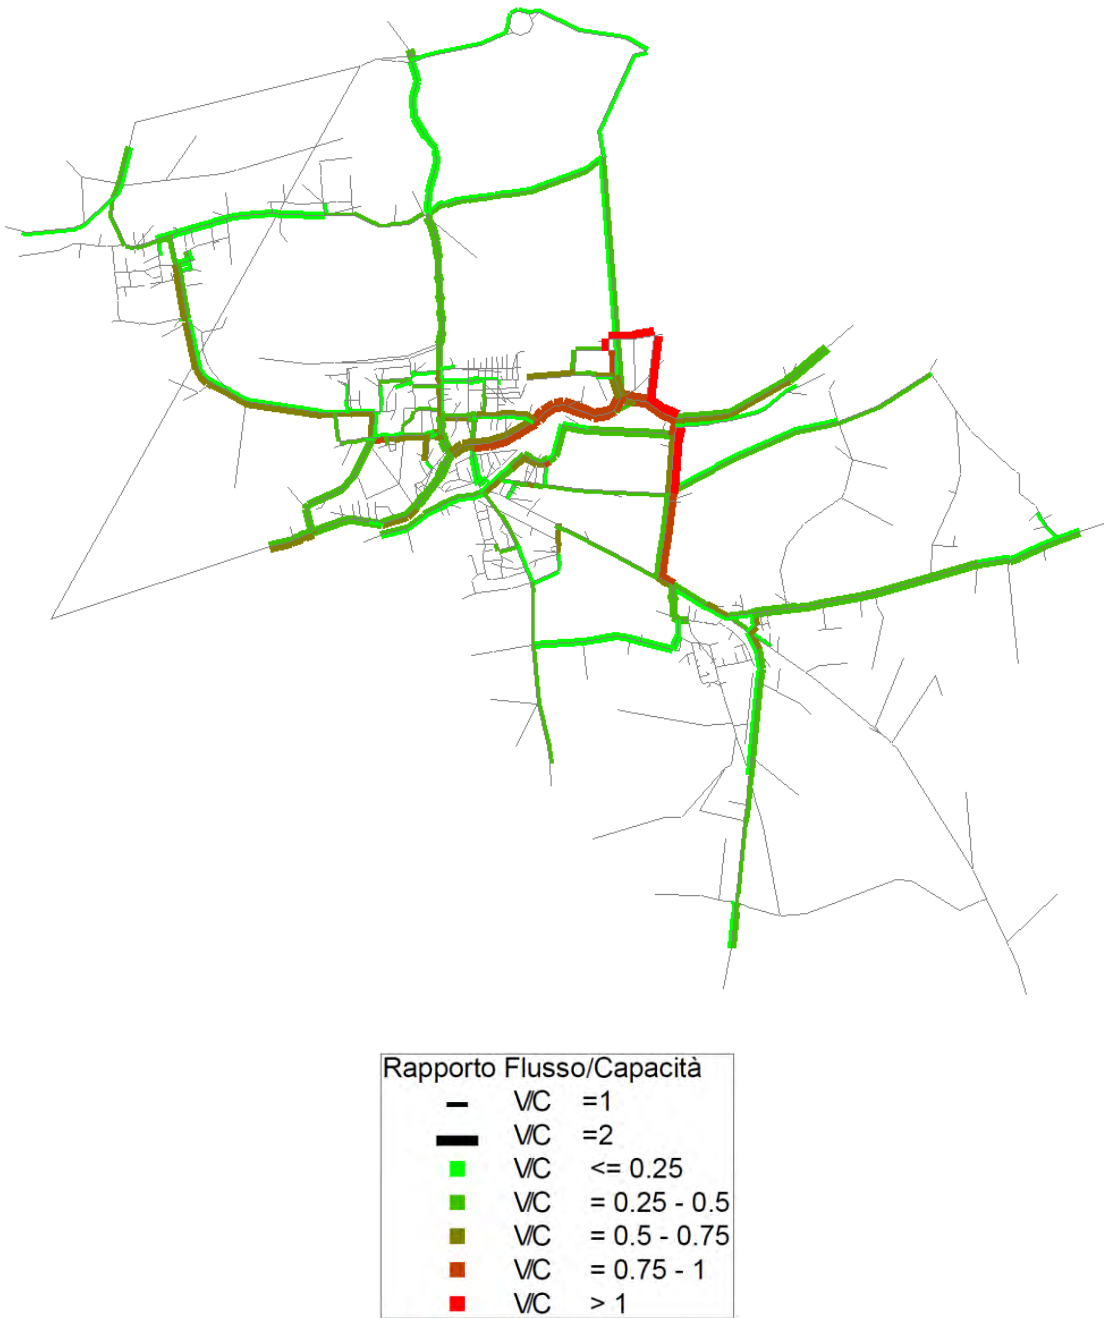 Rapporto Flusso/Capacità
V/C =1
V/C =2
V/C <= 0.25
V/C = 0.25 - 0.5
V/C = 0.5 - 0.75
V/C = 0.75 - 1
V/C > 1